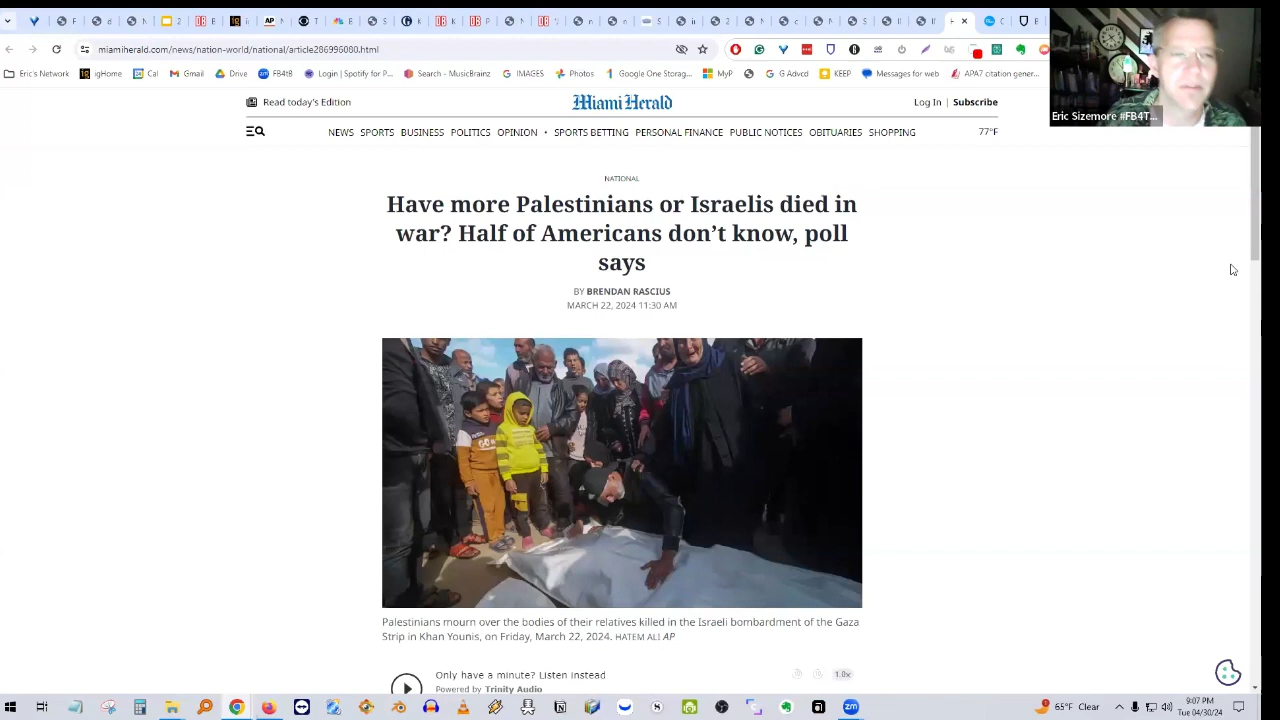 miamiherald.com/news/nation-world/national/article286996080.html
Eric's Network
igHome
Cal
Gmail
Drive
FB4tB
Login | Spotify for P...
Search - MusicBrainz
IMAGES
Photos
Google One Storag...
MyP
G Advcd
KEEP
Messages for web
APA7 citation gener...
Eric Sizemore #FB4T...
Read today's Edition
Miami Herald
Log In | Subscribe
NEWS SPORTS BUSINESS POLITICS OPINION • SPORTS BETTING PERSONAL FINANCE PUBLIC NOTICES OBITUARIES SHOPPING
77°F
NATIONAL
Have more Palestinians or Israelis died in
war? Half of Americans don’t know, poll
says
BY BRENDAN RASCIUS
MARCH 22, 2024 11:30 AM
Palestinians mourn over the bodies of their relatives killed in the Israeli bombardment of the Gaza
Strip in Khan Younis, on Friday, March 22, 2024. HATEM ALI AP
Only have a minute? Listen instead
Powered by Trinity Audio
1.0x
65°F Clear
9:07 PM
Tue 04/30/24